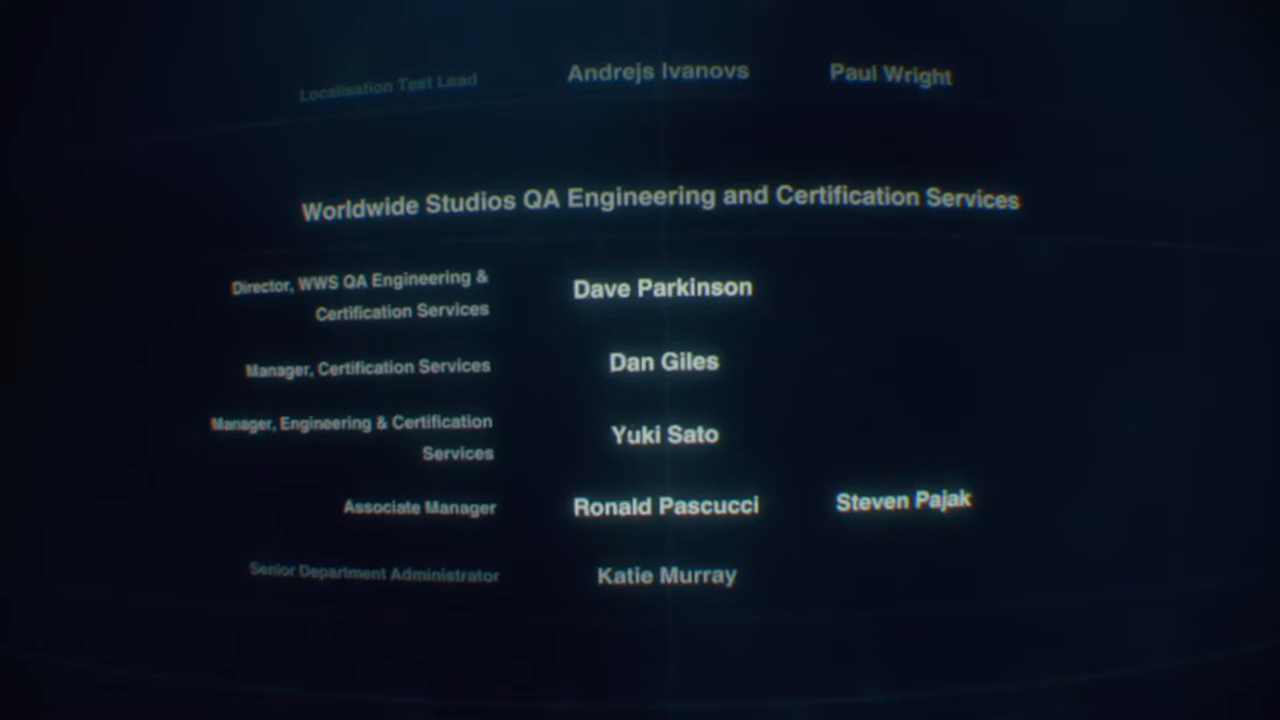 Localisation Test Lead Andrejs Ivanovs Paul Wright
Worldwide Studios QA Engineering and Certification Services
Director, WWS QA Engineering &
Certification Services
Dave Parkinson
Manager, Certification Services Dan Giles
Manager, Engineering & Certification
Services
Yuki Sato
Associate Manager Ronald Pascucci Steven Pajak
Senior Department Administrator Katie Murray